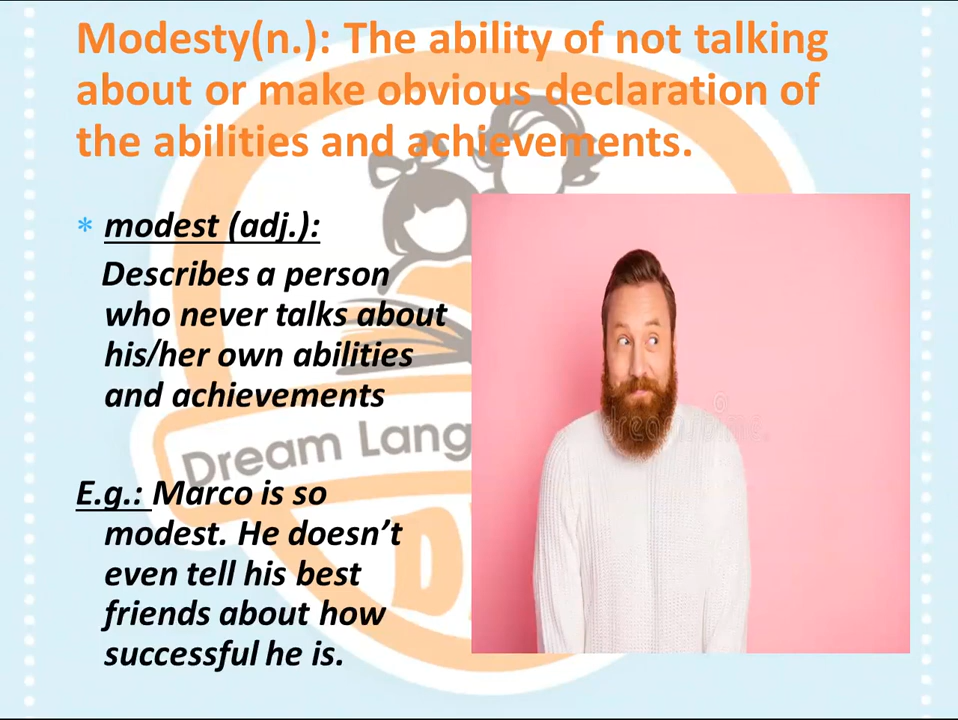 Modesty(n.): The ability of not talking
about or make obvious declaration of
the abilities and achievements.
* modest (adj.):
Describes a person
who never talks about
his/her own abilities
and achievements
E.g.: Marco is so
modest. He doesn’t
even tell his best
friends about how
successful he is.
Dream Lang
dreamstime.